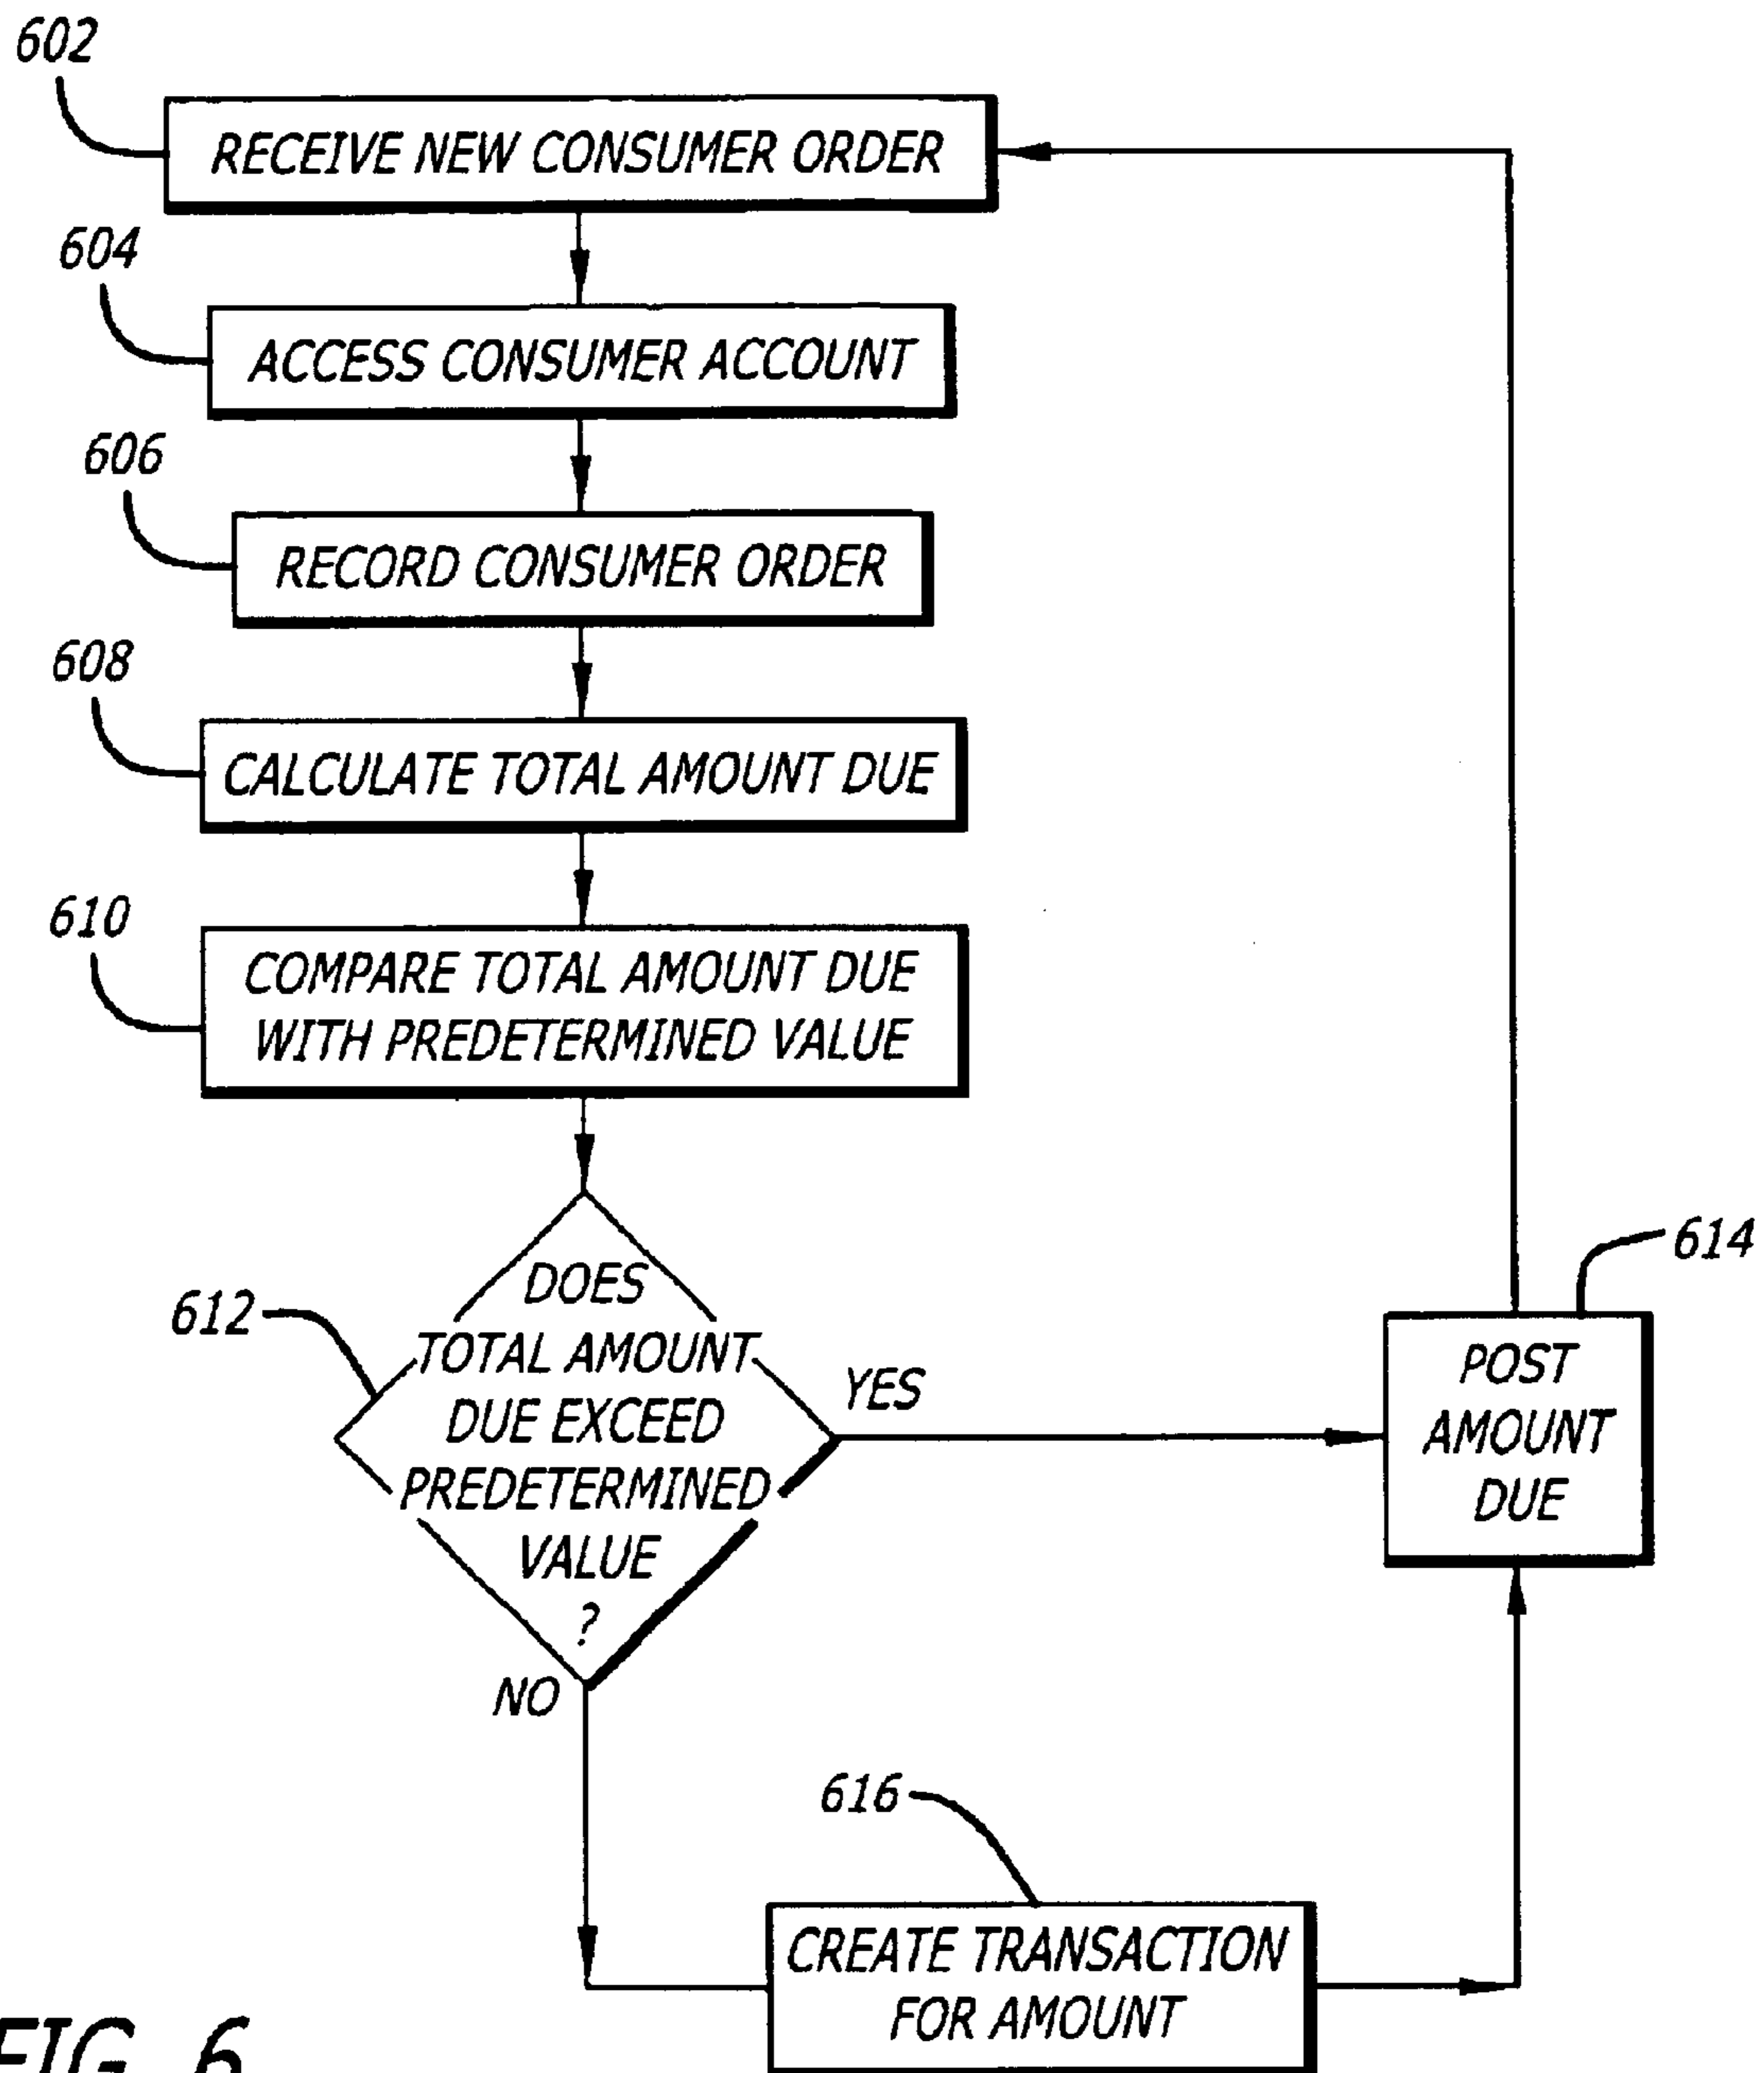 602
RECEIVE NEW CONSUMER ORDER
604
ACCESS CONSUMER ACCOUNT
606
RECORD CONSUMER ORDER
608
CALCULATE TOTAL AMOUNT DUE
610
COMPARE TOTAL AMOUNT DUE
WITH PREDETERMINED VALUE
612
DOES
TOTAL AMOUNT
DUE EXCEED
PREDETERMINED
VALUE
?
YES
614
POST
AMOUNT
DUE
NO
616
CREATE TRANSACTION
FOR AMOUNT
FIG. 6